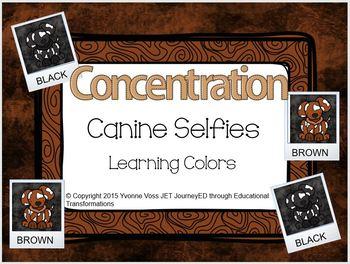 BLACK
Concentration
Canine Selfies
BROWN
Learning Colors
© Copyright 2015 Yvonne Voss JET JourneyED through Educational
Transformations
BROWN
BLACK